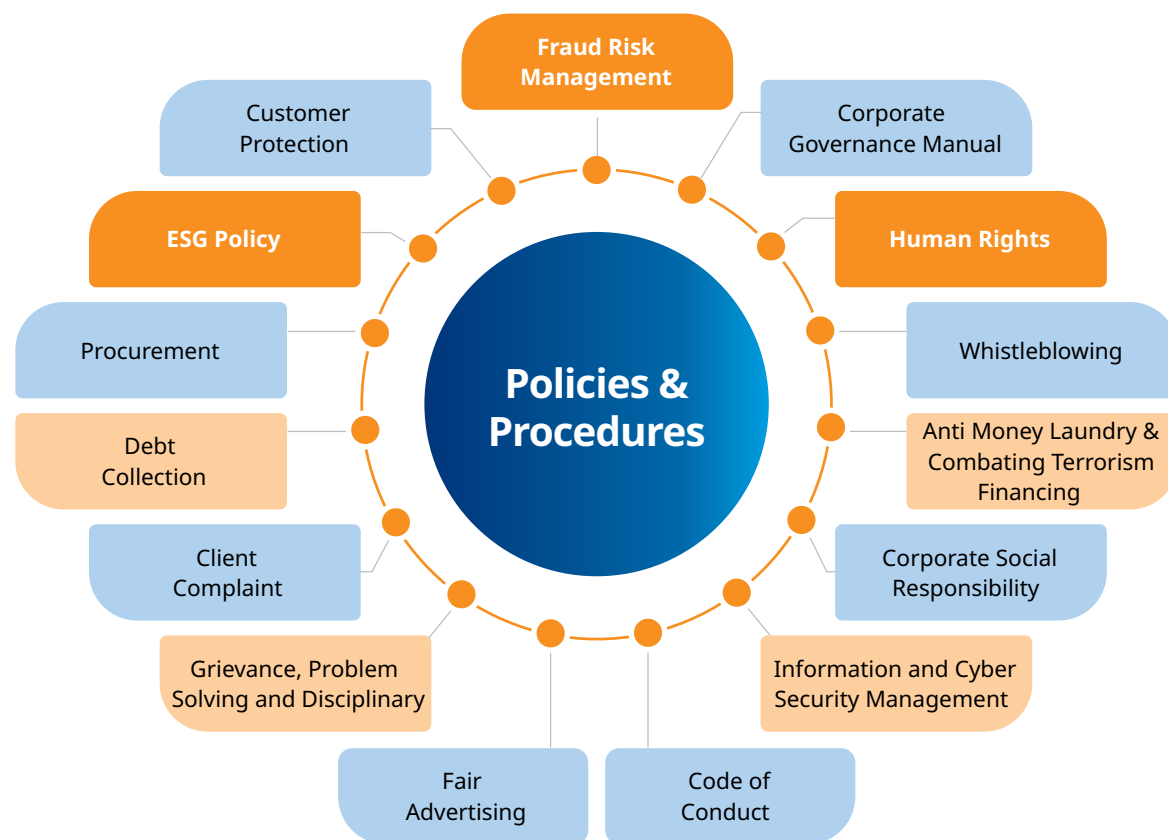 Fraud Risk
Management
Customer
Protection
Corporate
Governance Manual
ESG Policy
Human Rights
Procurement
Whistleblowing
Policies &
Procedures
Debt
Collection
Anti Money Laundry &
Combating Terrorism
Financing
Client
Complaint
Corporate Social
Responsibility
Grievance, Problem
Solving and Disciplinary
Information and Cyber
Security Management
Fair
Advertising
Code of
Conduct